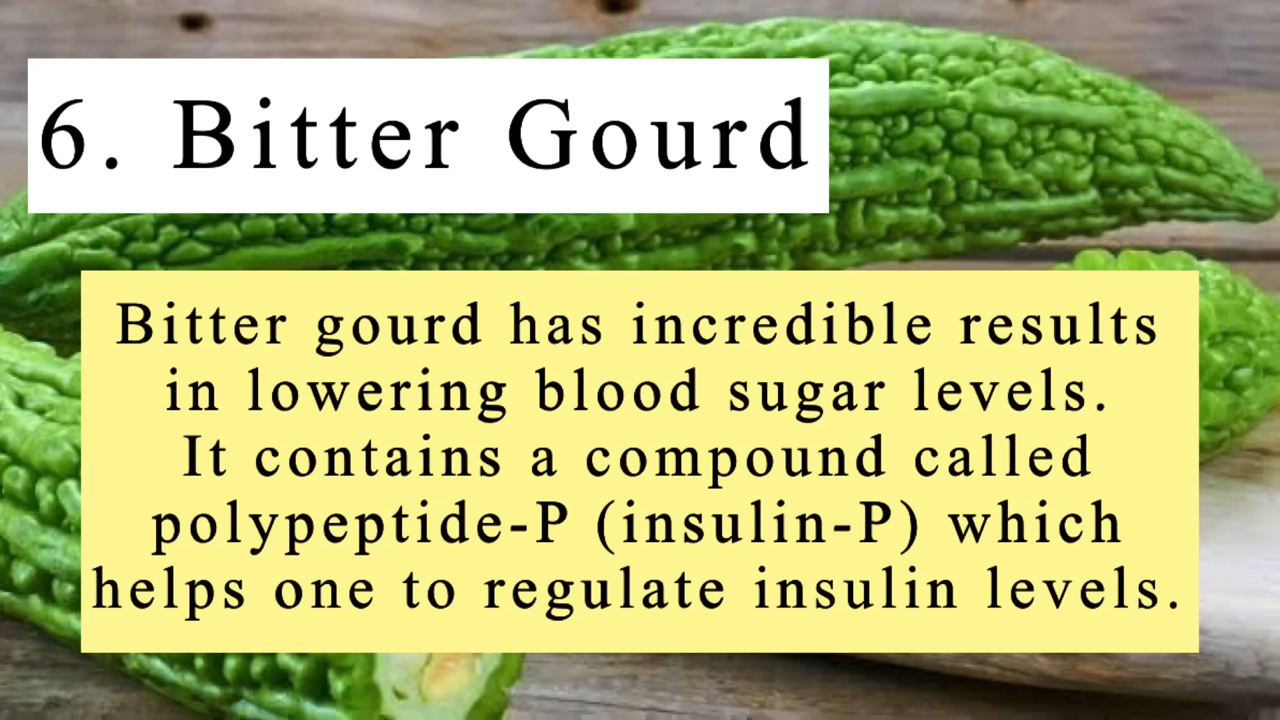 6. Bitter Gourd
Bitter gourd has incredible results
in lowering blood sugar levels.
It contains a compound called
polypeptide-P (insulin-P) which
helps one to regulate insulin levels.